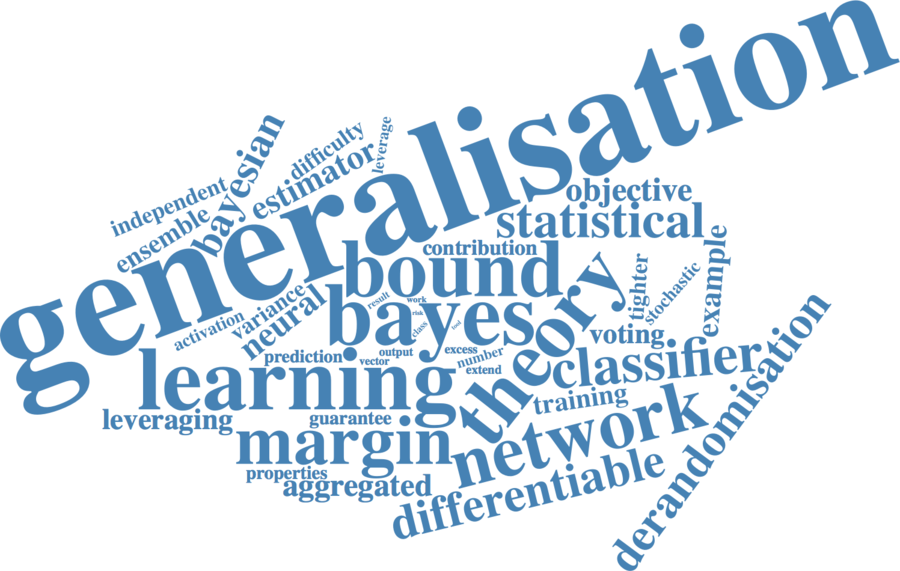 generalisation
bayesian
difficulty
leverage
independent
estimator
ensemble
objective
statistical
contribution
bound
theory
example
tighter
stochastic
variance
neural
activation
result
work
risk
class
tool
bayes
voting
derandomisation
prediction
output
vector
excess
number
extend
classifier
learning
training
leveraging
guarantee
network
margin
properties
aggregated
differentiable